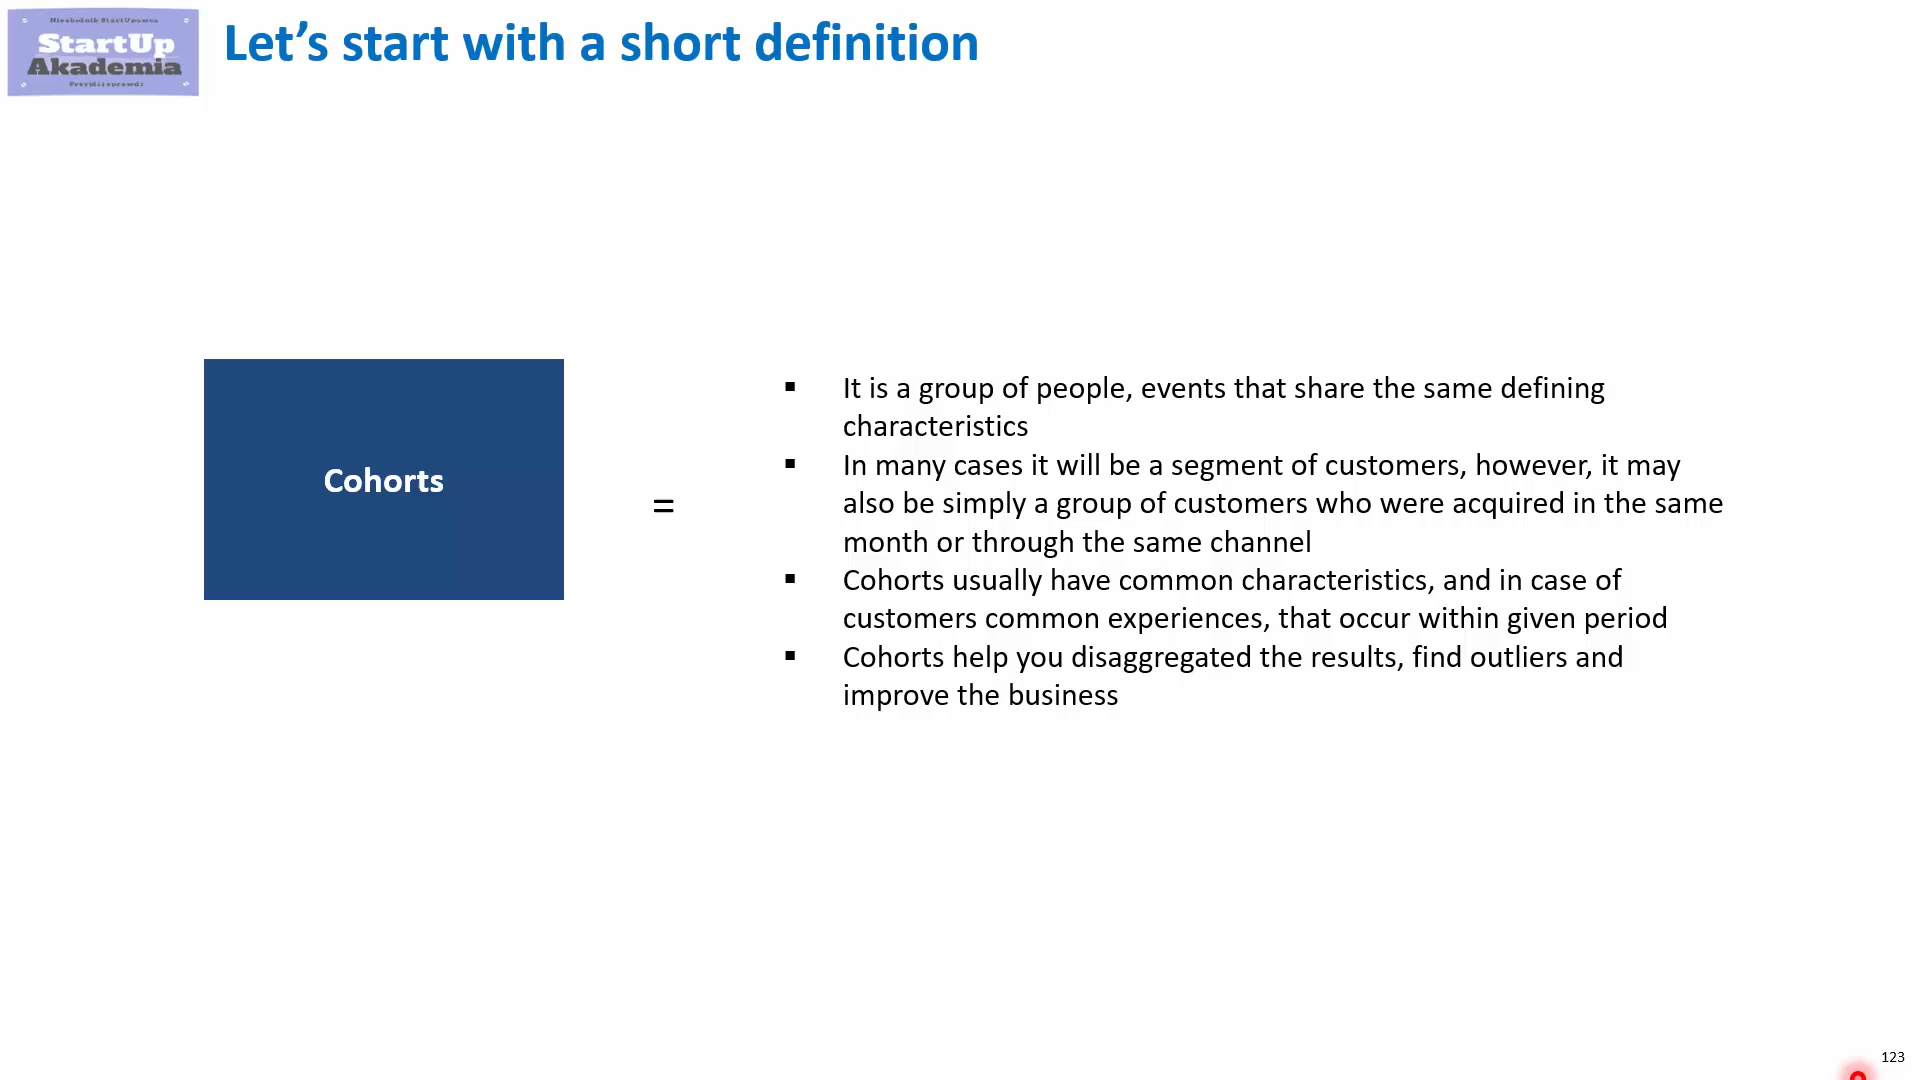 Niezbędnik StartUpowca
StartUp
Akademia
Przyjdź i sprawdź
Let’s start with a short definition
Cohorts
=
▪ It is a group of people, events that share the same defining
characteristics
▪ In many cases it will be a segment of customers, however, it may
also be simply a group of customers who were acquired in the same
month or through the same channel
▪ Cohorts usually have common characteristics, and in case of
customers common experiences, that occur within given period
▪ Cohorts help you disaggregated the results, find outliers and
improve the business
123